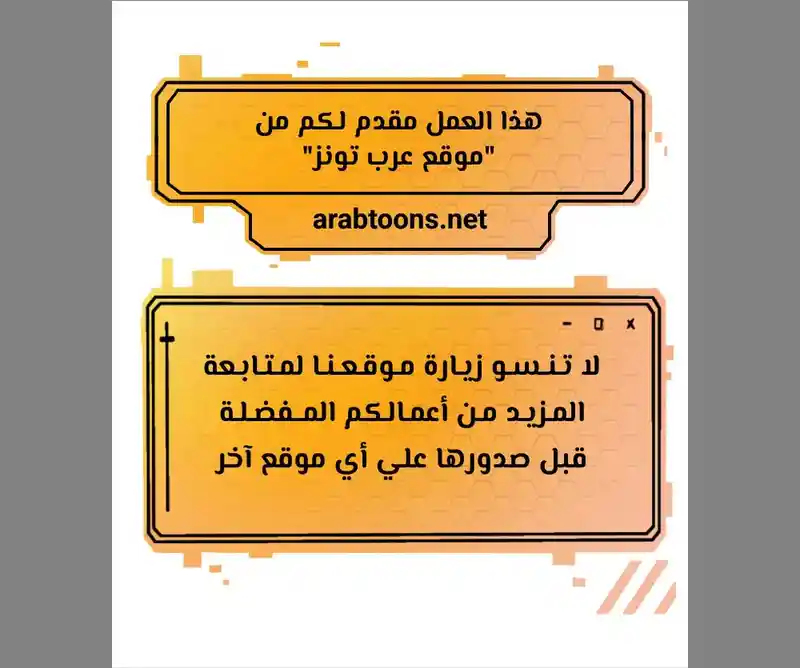 هذا العمل مقدم لكم من
"موقع عرب تونز"
arabtoons.net
لا تنسو زيارة موقعنا لمتابعة
المزيد من أعمالكم المفضلة
قبل صدورها علي أي موقع آخر